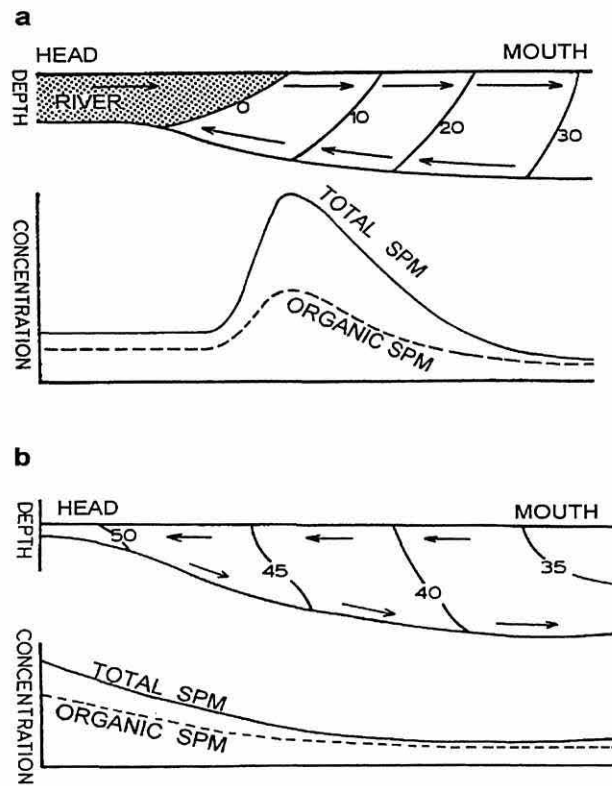 a
HEAD MOUTH
DEPTH
RIVER
0 10 20 30
CONCENTRATION
TOTAL SPM
ORGANIC SPM
b
HEAD MOUTH
DEPTH
50 45 40 35
CONCENTRATION
TOTAL SPM
ORGANIC SPM